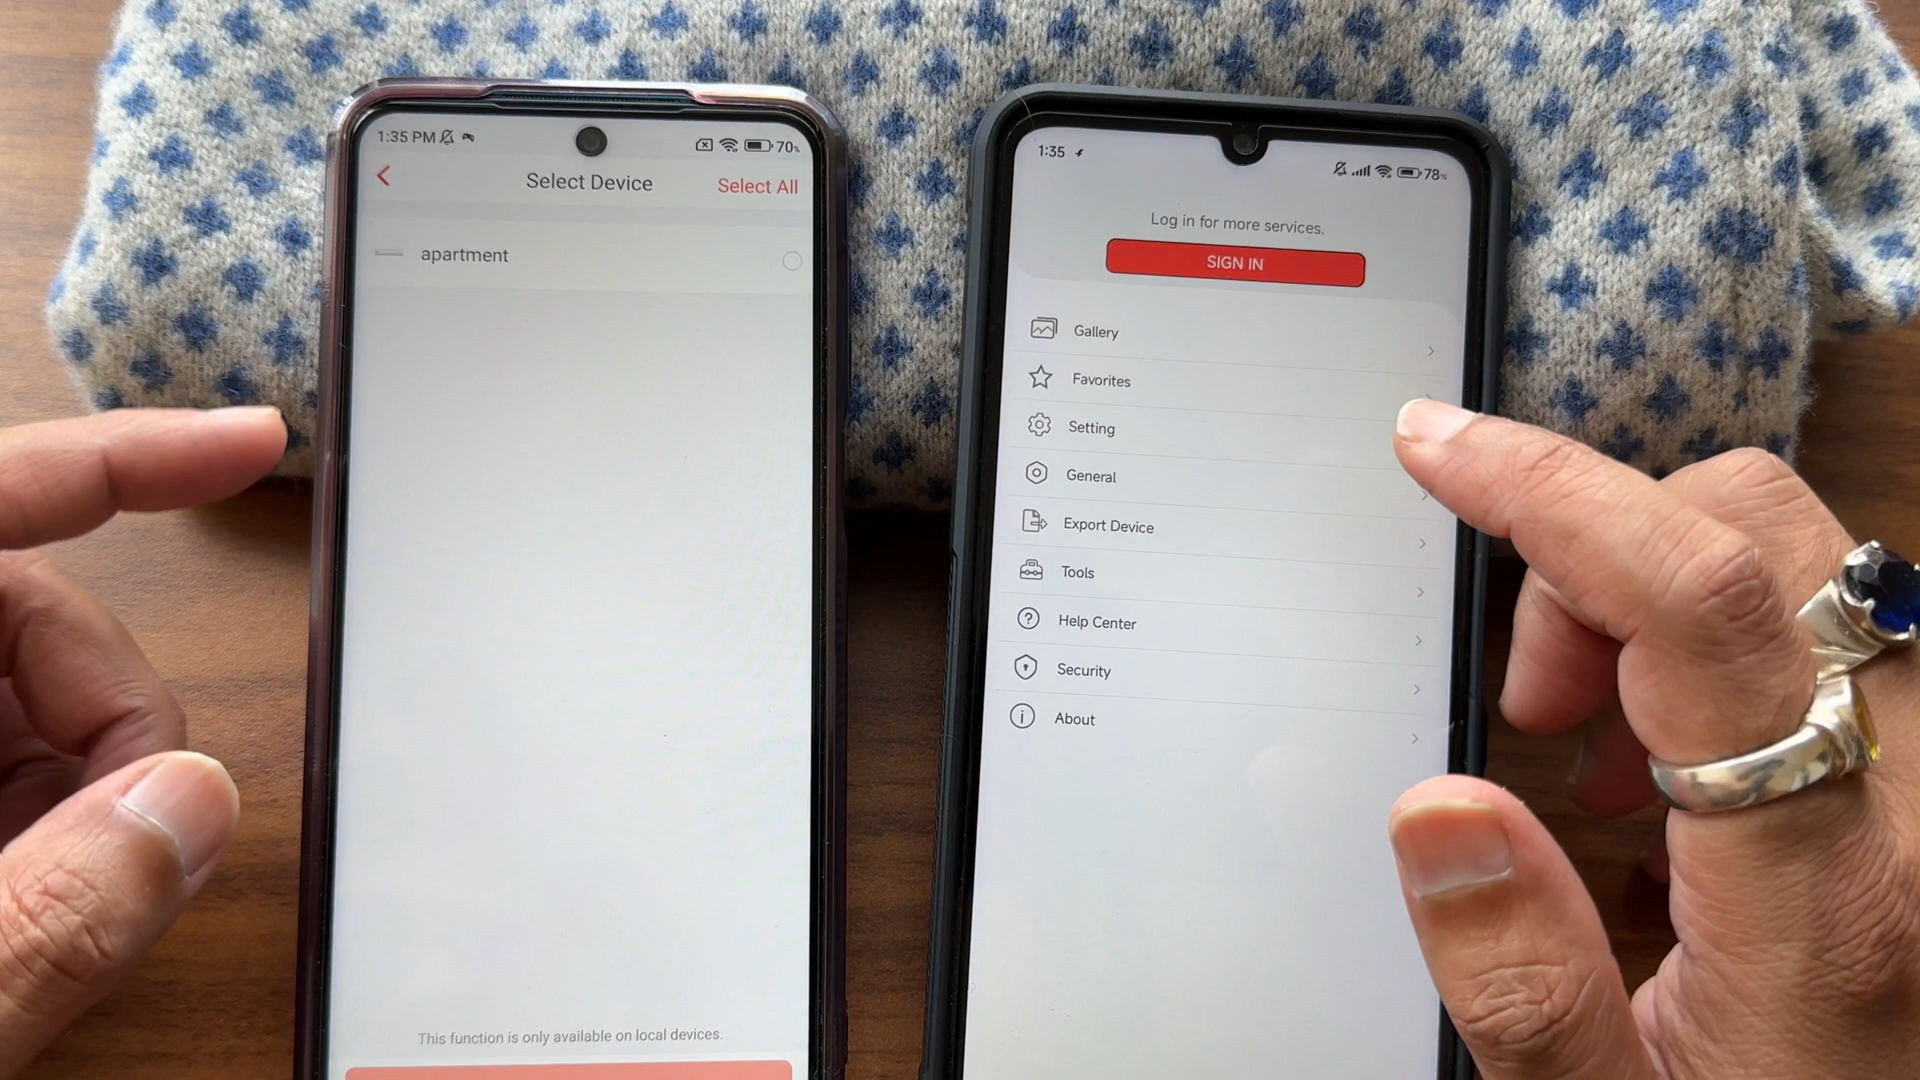 1:35 PM
70%
Select Device
Select All
apartment
This function is only available on local devices.
1:35
78%
Log in for more services.
SIGN IN
Gallery
Favorites
Setting
General
Export Device
Tools
Help Center
Security
About